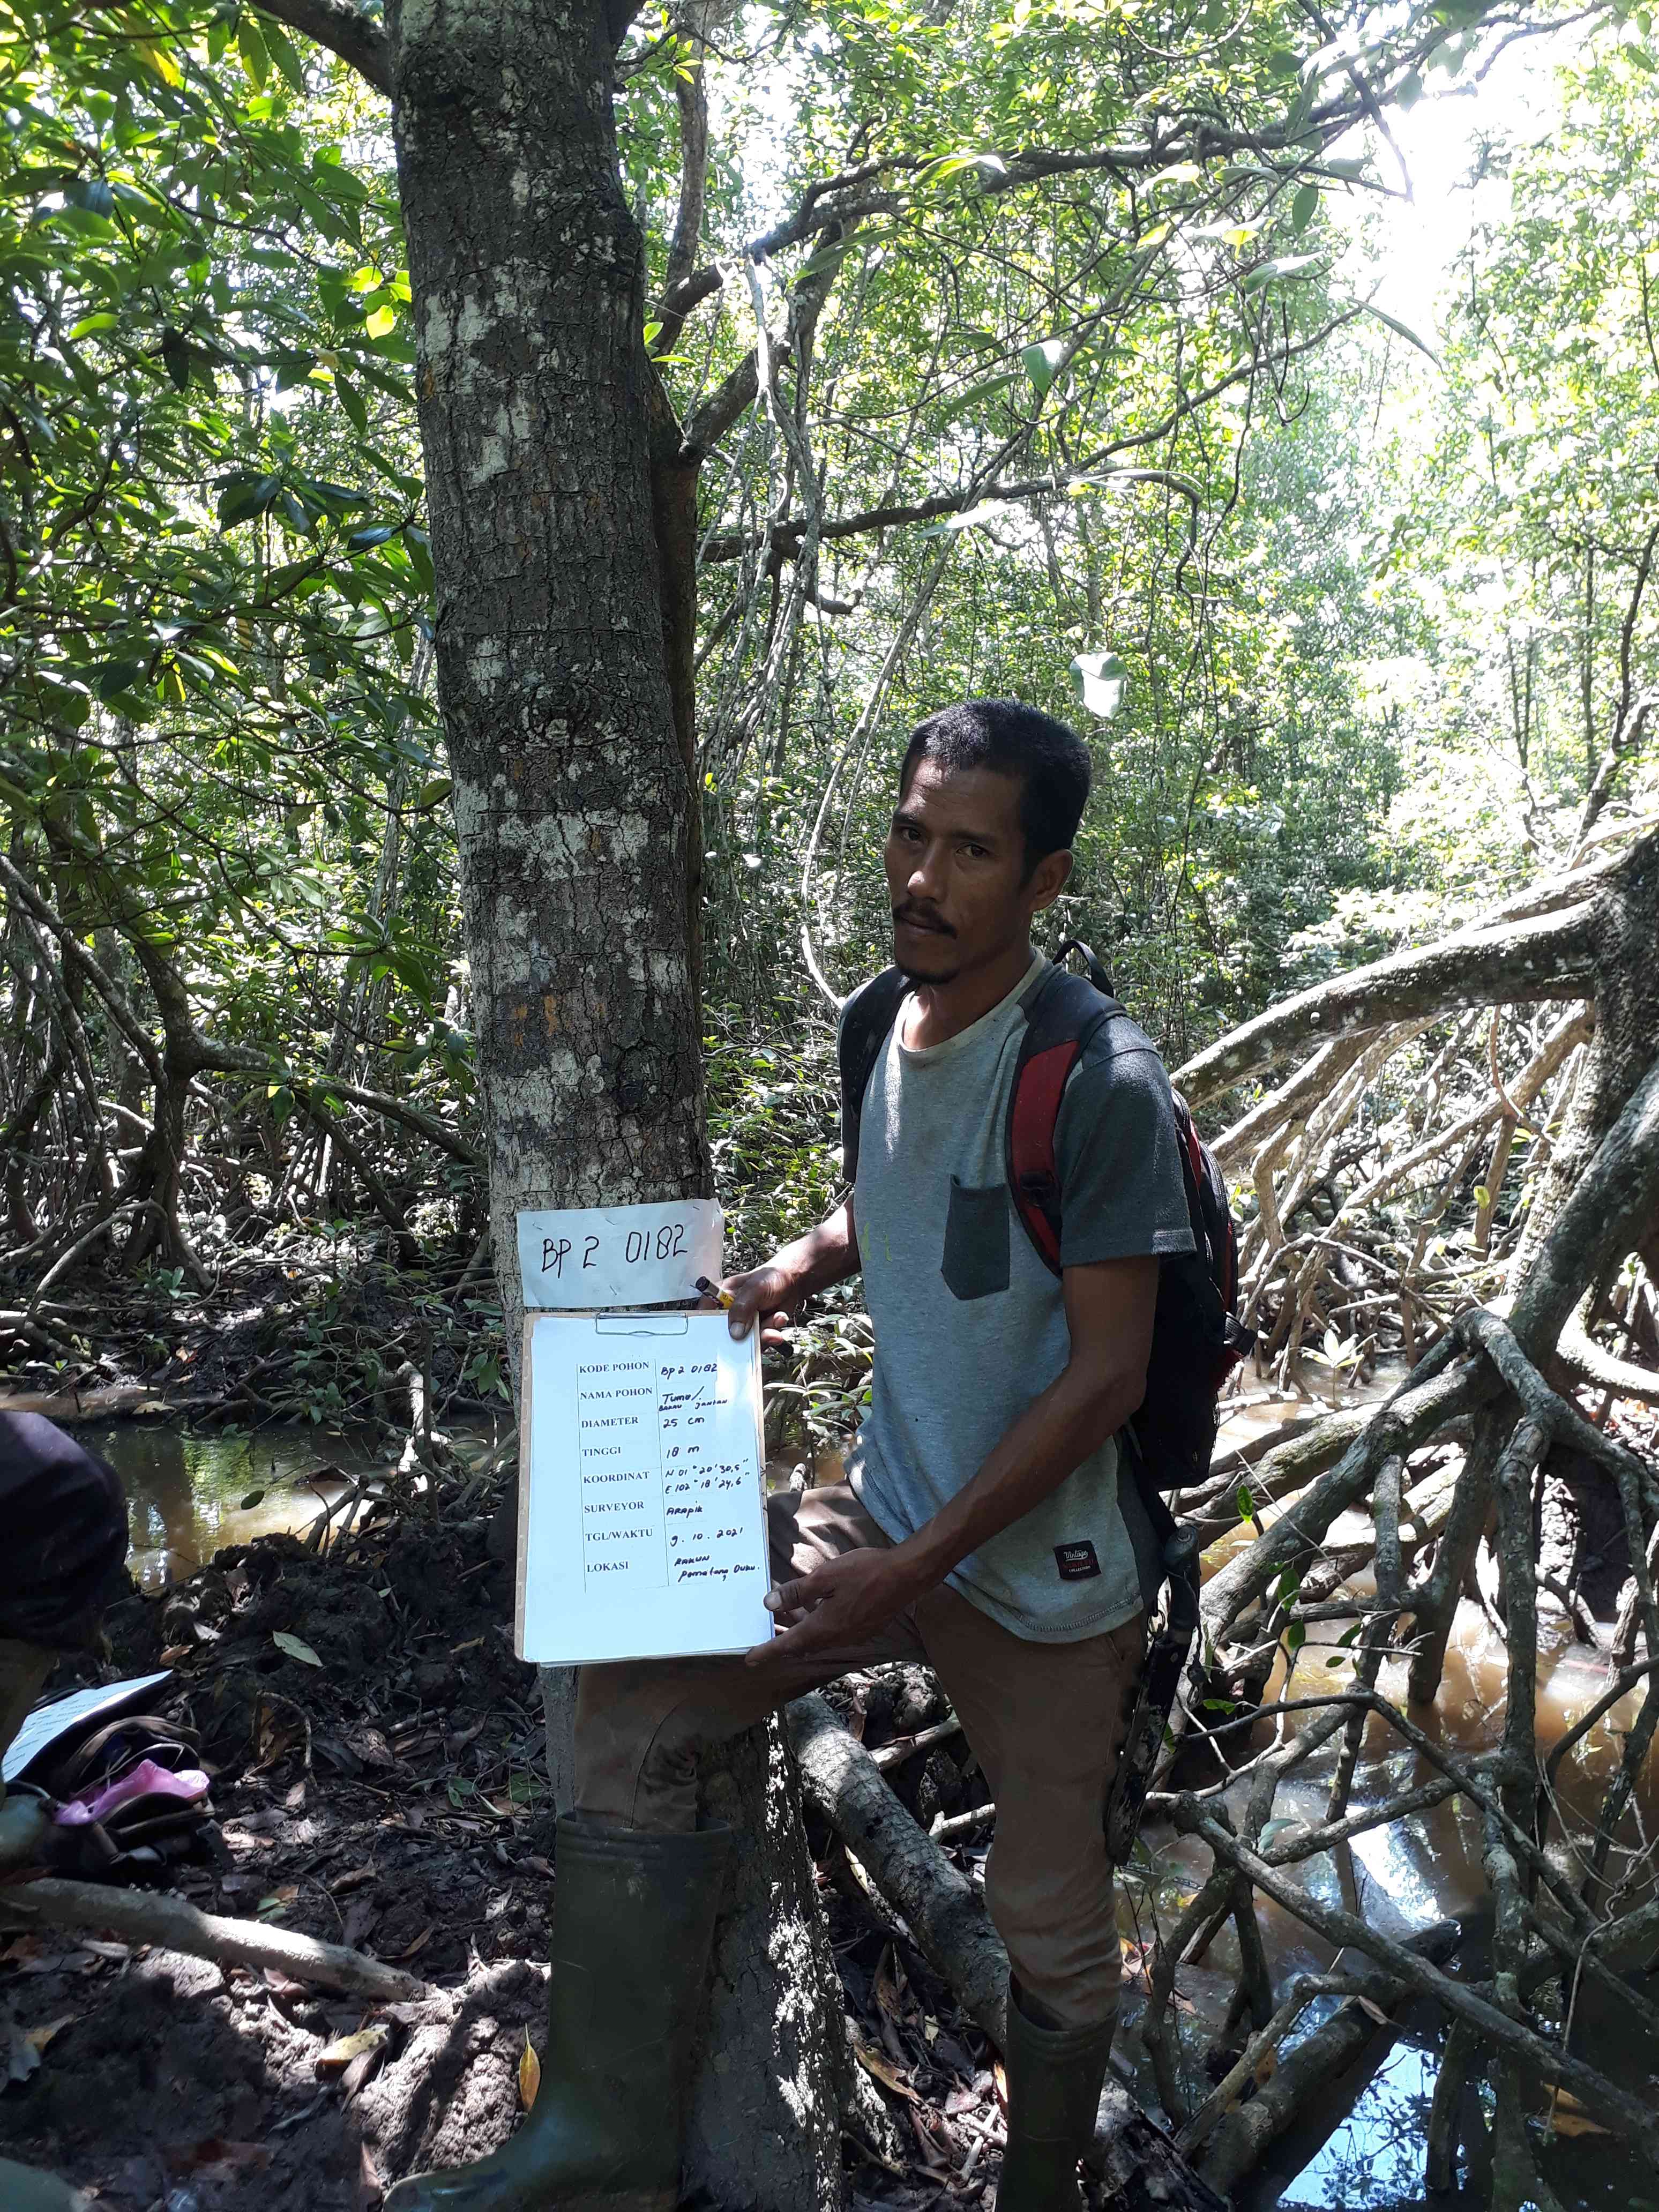 BP 2 0182
KODE POHON BP 2 0182
NAMA POHON Tumu/
BAKAU JANTAN
DIAMETER 25 cm
TINGGI 18 m
KOORDINAT N 01° 20' 30,5"
E 102° 18' 24,6"
SURVEYOR
TGL/WAKTU 9. 10. 2021
LOKASI
Pematang Duku.
Vintage